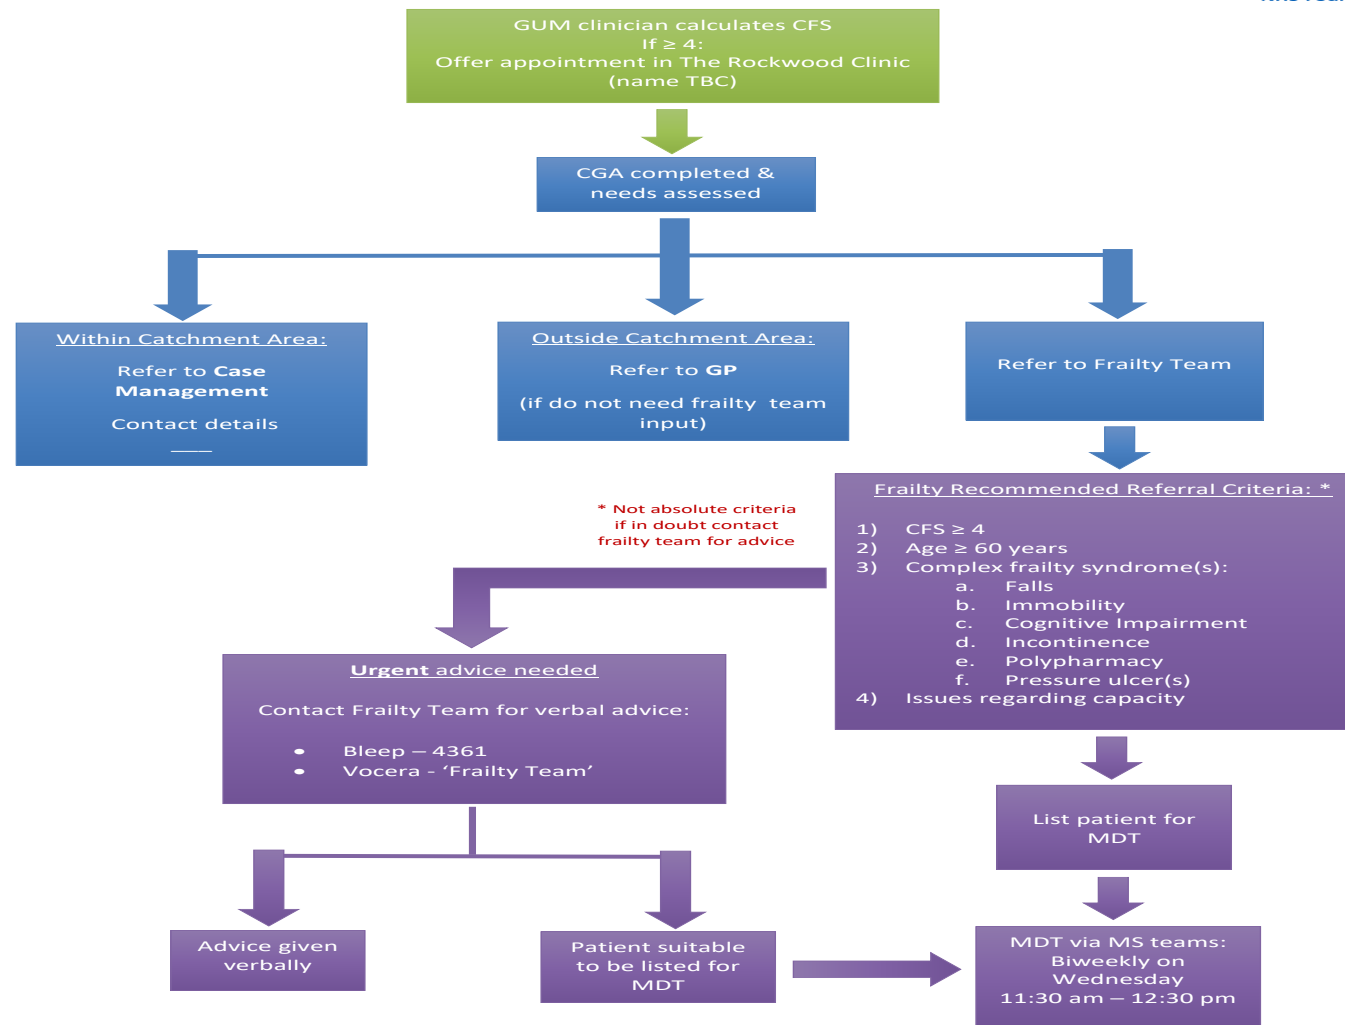 GUM clinician calculates CFS
If ≥ 4:
Offer appointment in The Rockwood Clinic
(name TBC)
CGA completed &
needs assessed
Within Catchment Area:
Refer to Case
Management
Contact details
Outside Catchment Area:
Refer to GP
(if do not need frailty team
input)
Refer to Frailty Team
* Not absolute criteria
if in doubt contact
frailty team for advice
Frailty Recommended Referral Criteria: *
1) CFS ≥ 4
2) Age ≥ 60 years
3) Complex frailty syndrome(s):
a. Falls
b. Immobility
c. Cognitive Impairment
d. Incontinence
e. Polypharmacy
f. Pressure ulcer(s)
4) Issues regarding capacity
Urgent advice needed
Contact Frailty Team for verbal advice:
• Bleep – 4361
• Vocera - ‘Frailty Team’
List patient for
MDT
Advice given
verbally
Patient suitable
to be listed for
MDT
MDT via MS teams:
Biweekly on
Wednesday
11:30 am – 12:30 pm